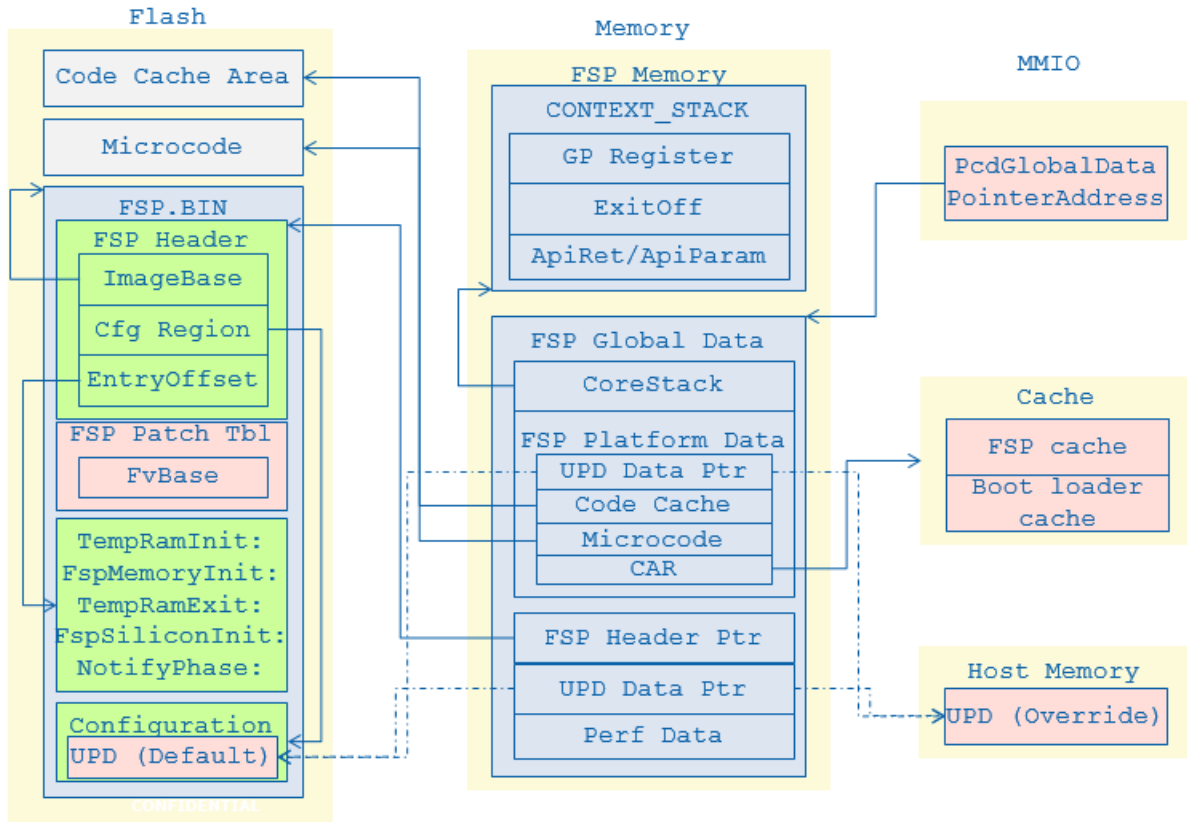 Flash
Code Cache Area
Microcode
FSP.BIN
FSP Header
ImageBase
Cfg Region
EntryOffset
FSP Patch Tbl
FvBase
TempRamInit:
FspMemoryInit:
TempRamExit:
FspSiliconInit:
NotifyPhase:
Configuration
UPD (Default)
CONFIDENTIAL
Memory
FSP Memory
CONTEXT_STACK
GP Register
ExitOff
ApiRet/ApiParam
FSP Global Data
CoreStack
FSP Platform Data
UPD Data Ptr
Code Cache
Microcode
CAR
FSP Header Ptr
UPD Data Ptr
Perf Data
MMIO
PcdGlobalData
PointerAddress
Cache
FSP cache
Boot loader
cache
Host Memory
UPD (Override)